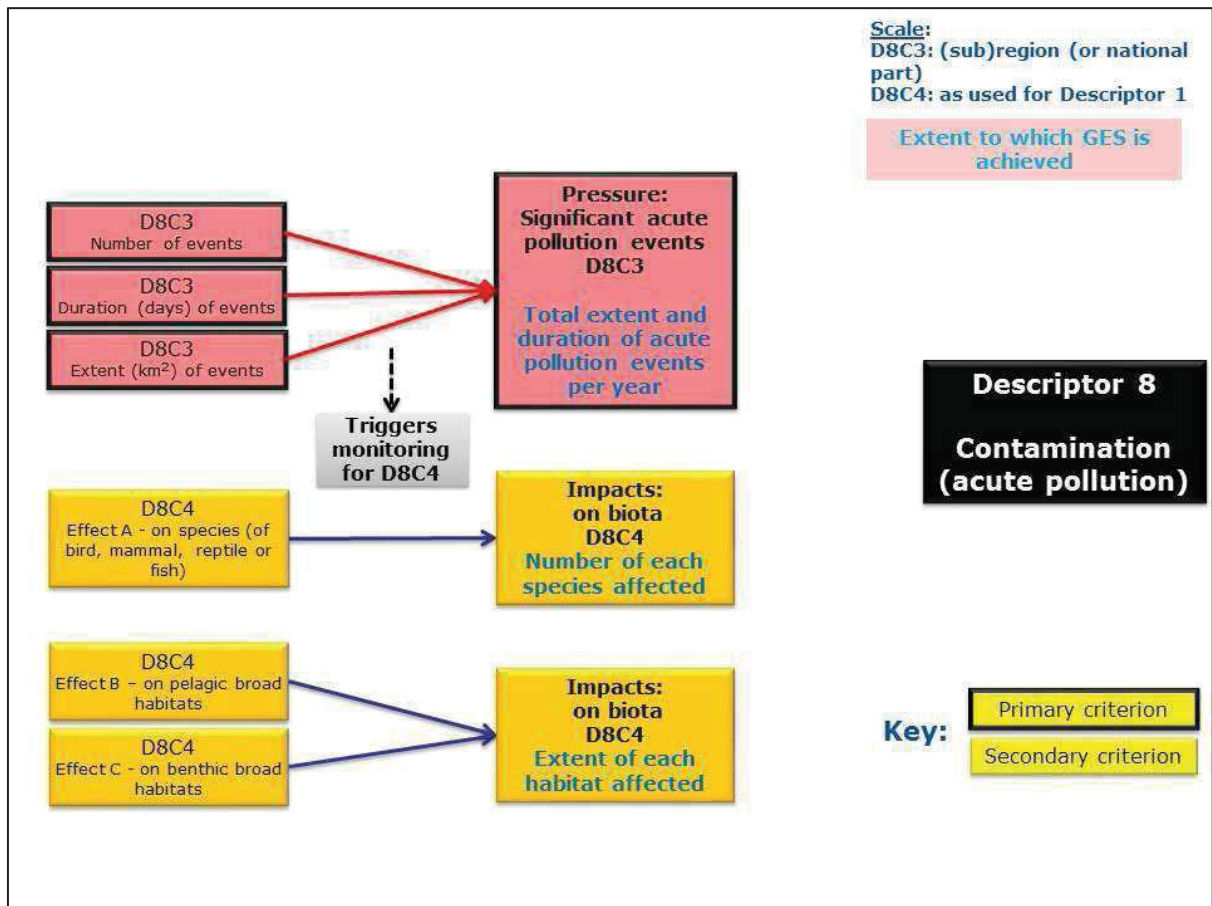 Scale:
D8C3: (sub)region (or national
part)
D8C4: as used for Descriptor 1
Extent to which GES is
achieved
D8C3
Number of events
D8C3
Duration (days) of events
D8C3
Extent (km²) of events
Pressure:
Significant acute
pollution events
D8C3
Total extent and
duration of acute
pollution events
per year
Triggers
monitoring
for D8C4
Descriptor 8
Contamination
(acute pollution)
D8C4
Effect A - on species (of
bird, mammal, reptile or
fish)
Impacts:
on biota
D8C4
Number of each
species affected
D8C4
Effect B – on pelagic broad
habitats
D8C4
Effect C - on benthic broad
habitats
Impacts:
on biota
D8C4
Extent of each
habitat affected
Key:
Primary criterion
Secondary criterion